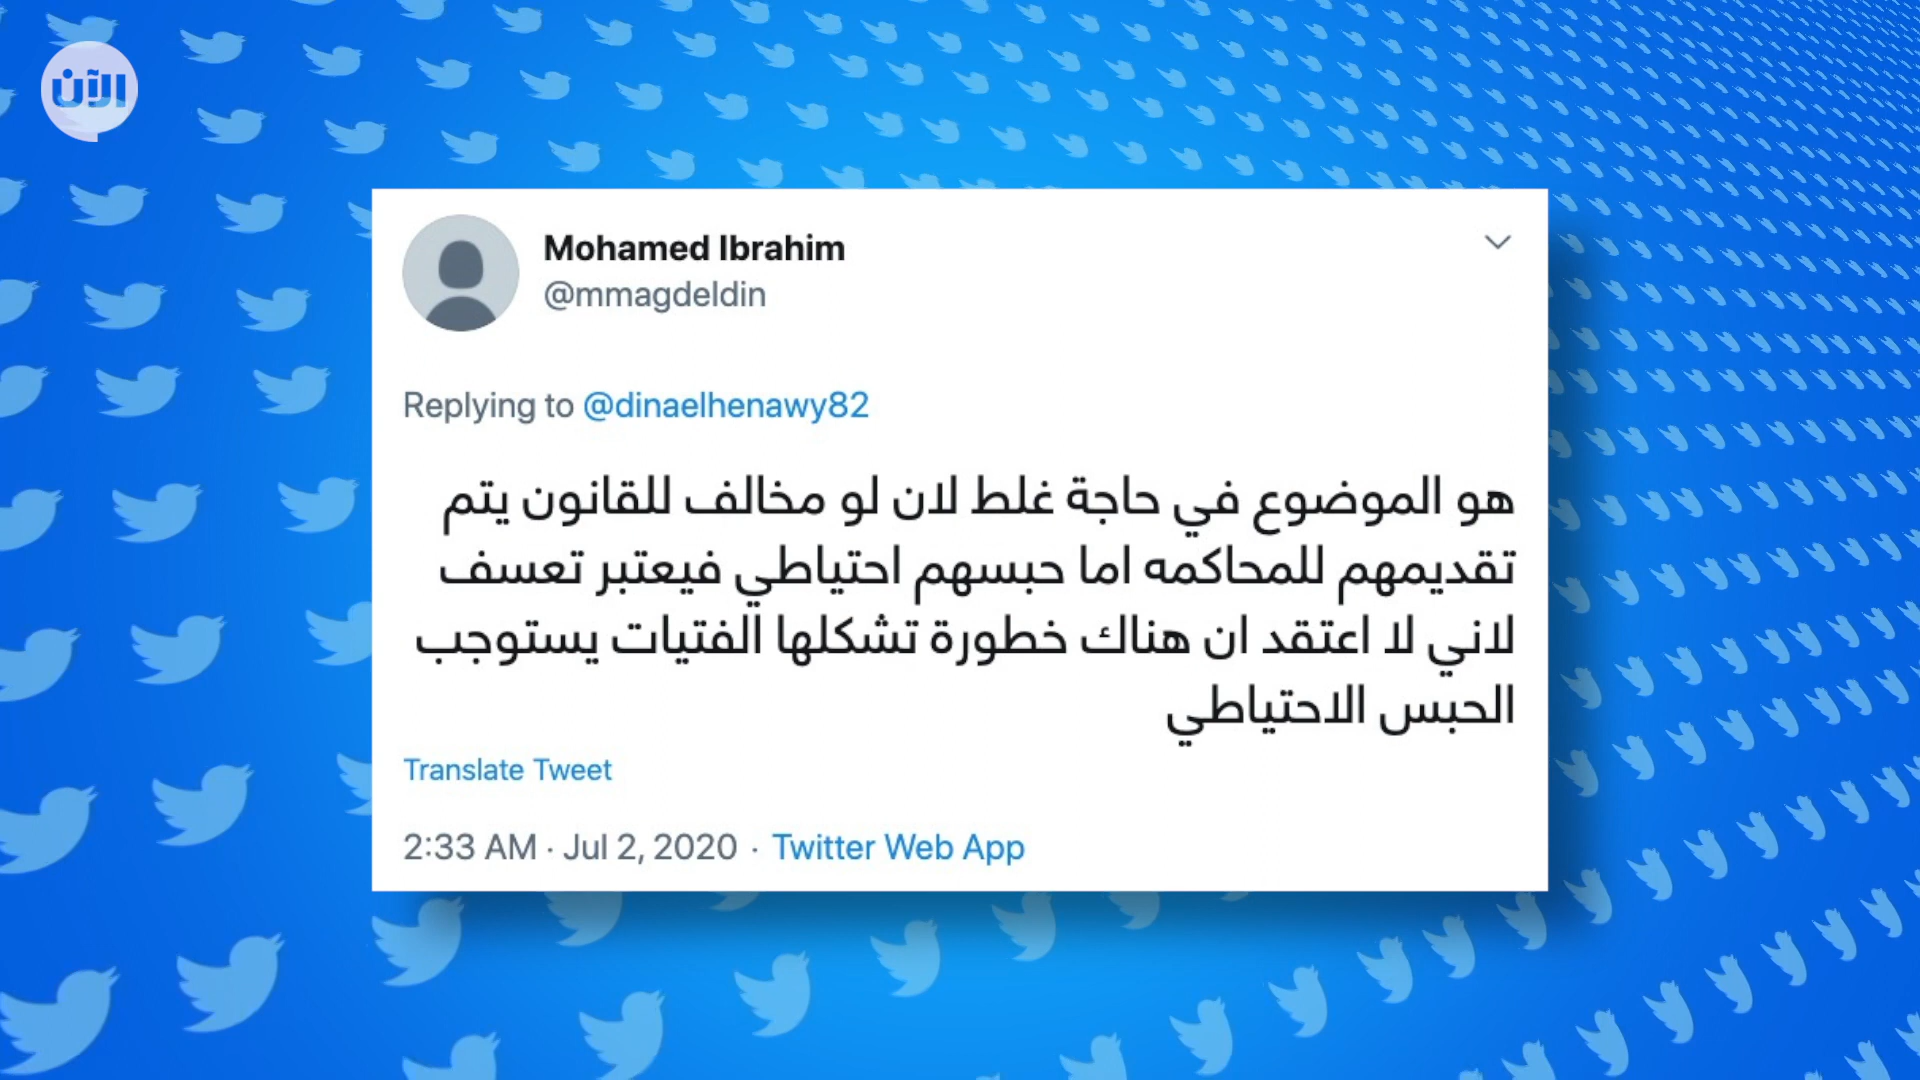 الآن
Mohamed Ibrahim
@mmagdeldin
Replying to @dinaelhenawy82
هو الموضوع في حاجة غلط لان لو مخالف للقانون يتم
تقديمهم للمحاكمه اما حبسهم احتياطي فيعتبر تعسف
لاني لا اعتقد ان هناك خطورة تشكلها الفتيات يستوجب
الحبس الاحتياطي
Translate Tweet
2:33 AM · Jul 2, 2020 · Twitter Web App